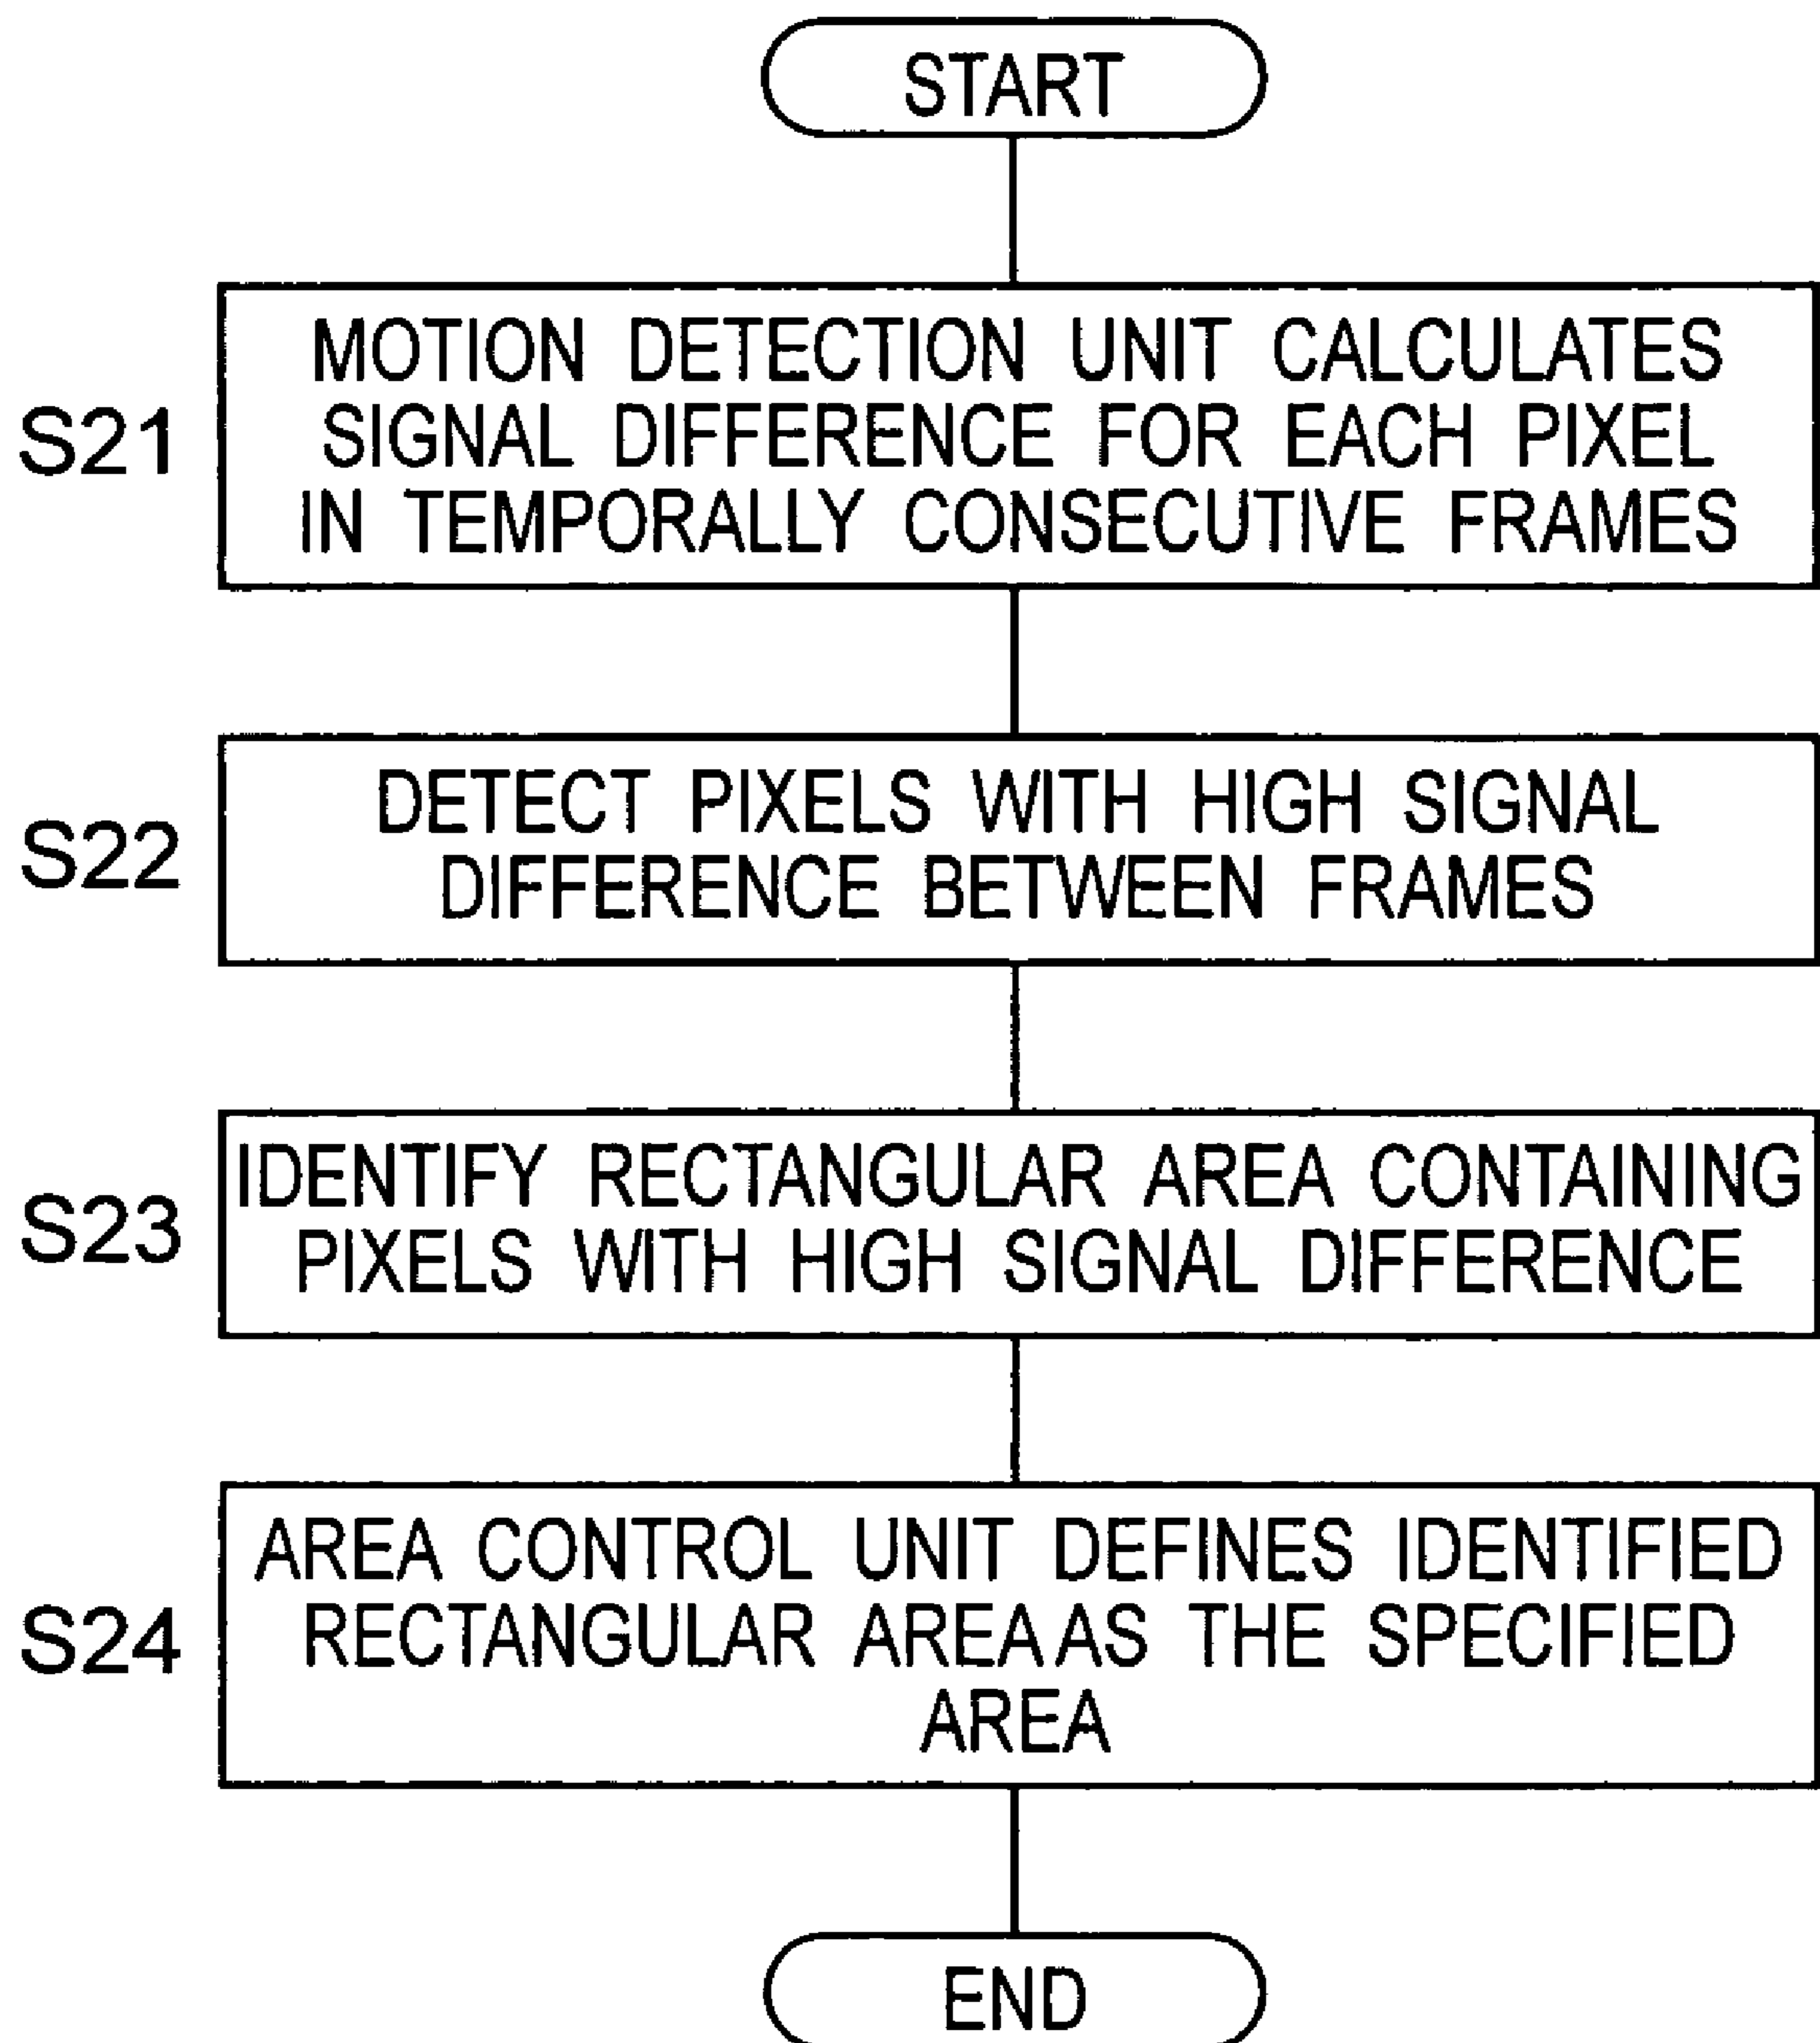 START
MOTION DETECTION UNIT CALCULATES
SIGNAL DIFFERENCE FOR EACH PIXEL
IN TEMPORALLY CONSECUTIVE FRAMES
S21
DETECT PIXELS WITH HIGH SIGNAL
DIFFERENCE BETWEEN FRAMES
S22
IDENTIFY RECTANGULAR AREA CONTAINING
PIXELS WITH HIGH SIGNAL DIFFERENCE
S23
AREA CONTROL UNIT DEFINES IDENTIFIED
RECTANGULAR AREA AS THE SPECIFIED
AREA
S24
END